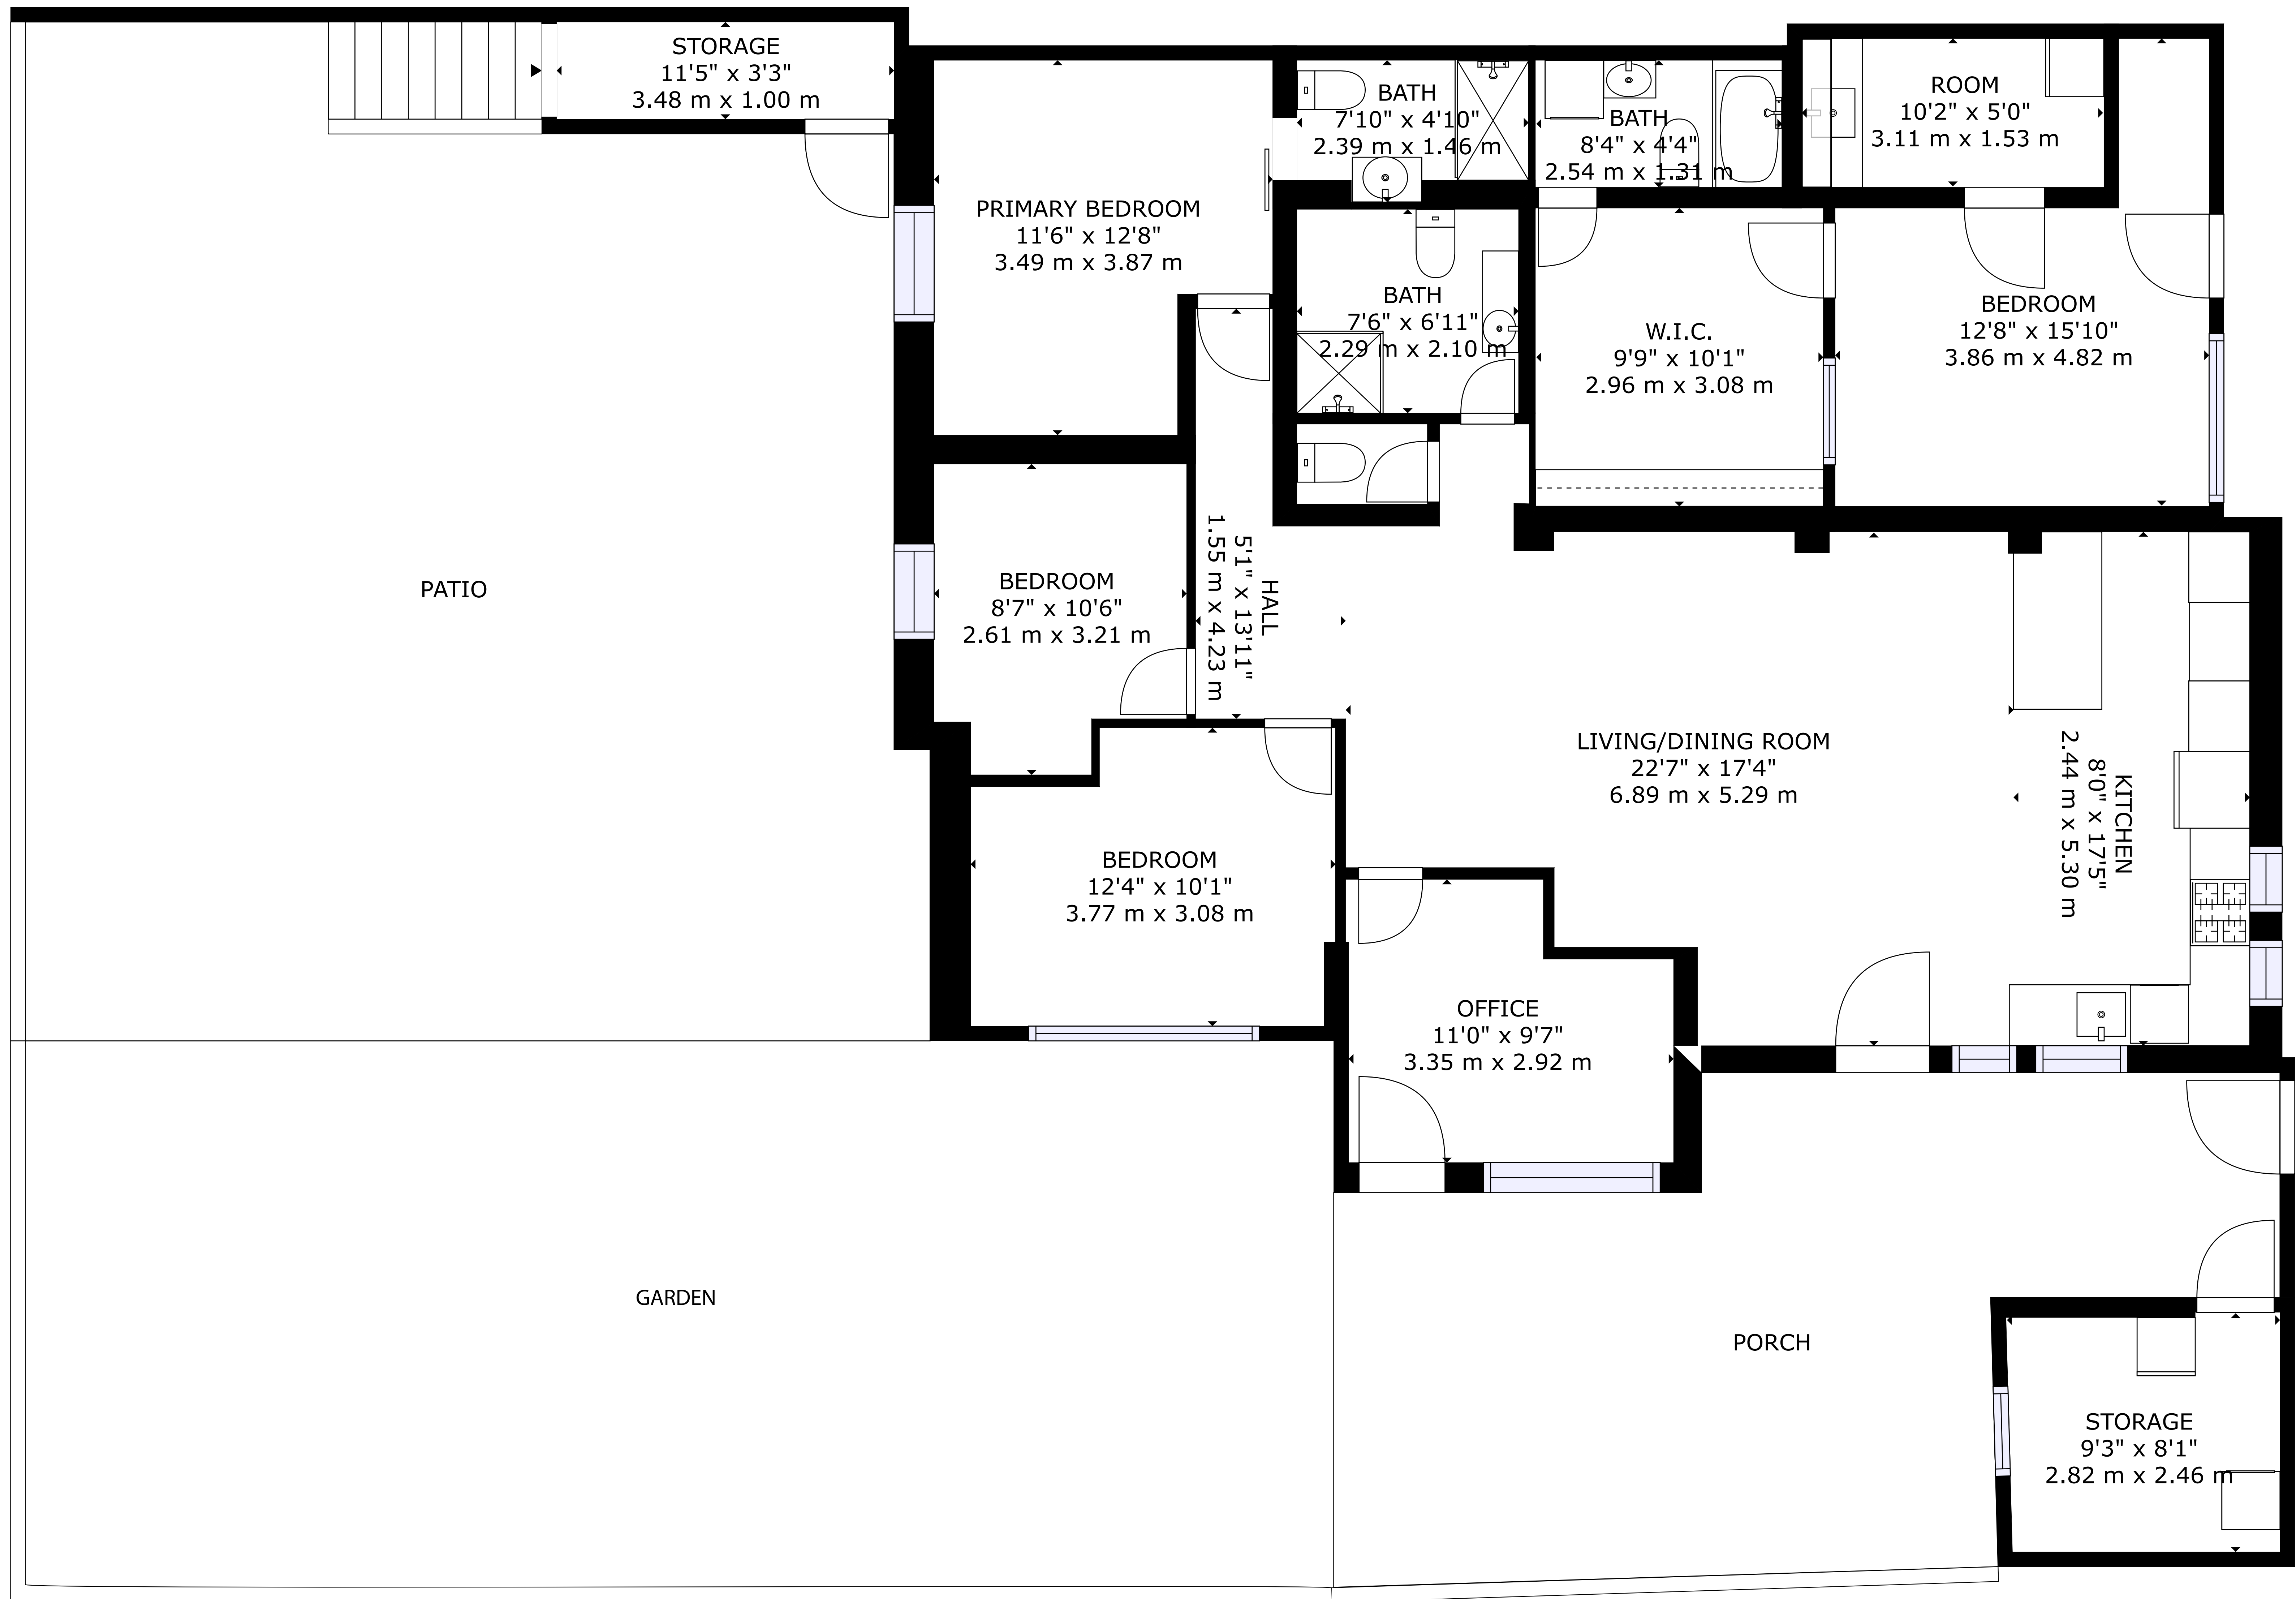 STORAGE
11'5" x 3'3"
3.48 m x 1.00 m
PRIMARY BEDROOM
11'6" x 12'8"
3.49 m x 3.87 m
BATH
7'10" x 4'10"
2.39 m x 1.46 m
BATH
8'4" x 4'4"
2.54 m x 1.31 m
ROOM
10'2" x 5'0"
3.11 m x 1.53 m
BATH
7'6" x 6'11"
2.29 m x 2.10 m
W.I.C.
9'9" x 10'1"
2.96 m x 3.08 m
BEDROOM
12'8" x 15'10"
3.86 m x 4.82 m
PATIO
BEDROOM
8'7" x 10'6"
2.61 m x 3.21 m
HALL
5'1" x 13'11"
1.55 m x 4.23 m
LIVING/DINING ROOM
22'7" x 17'4"
6.89 m x 5.29 m
KITCHEN
8'0" x 17'5"
2.44 m x 5.30 m
BEDROOM
12'4" x 10'1"
3.77 m x 3.08 m
OFFICE
11'0" x 9'7"
3.35 m x 2.92 m
GARDEN
PORCH
STORAGE
9'3" x 8'1"
2.82 m x 2.46 m